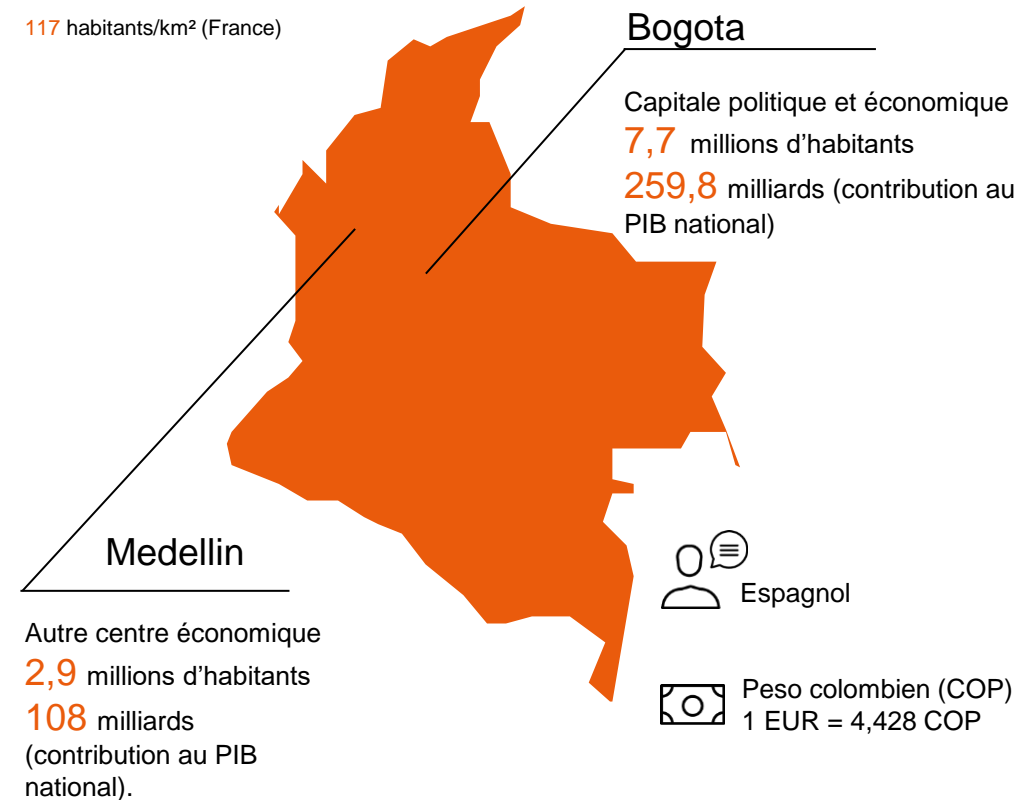 117 habitants/km² (France)
Bogota
Capitale politique et économique
7,7 millions d’habitants
259,8 milliards (contribution au
PIB national)
Medellin
Autre centre économique
2,9 millions d’habitants
108 milliards
(contribution au PIB
national).
Espagnol
Peso colombien (COP)
1 EUR = 4,428 COP